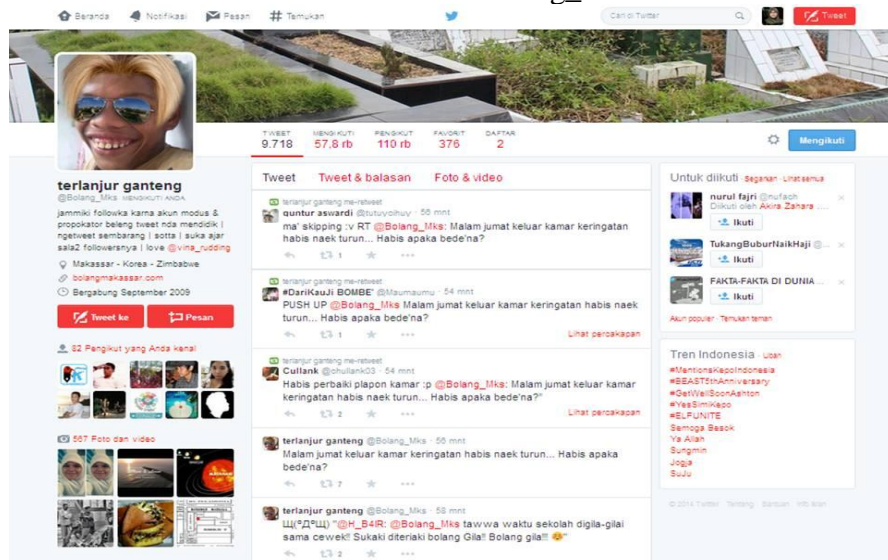 Beranda Notifikasi Pesan # Temukan
Cari di Twitter
Tweet
TWEET MENGIKUTI PENGIKUT FAVORIT DAFTAR
9.718 57,8 rb 110 rb 376 2
Mengikuti
terlanjur ganteng
@Bolang_Mks MENGIKUTI ANDA
jammiki followka karna akun modus &
propokator beleng tweet nda mendidik |
ngetweet sembarang | sotta | suka ajar
sala2 followersnya | love @vina_rudding
Makassar - Korea - Zimbabwe
bolangmakassar.com
Bergabung September 2009
Tweet ke Pesan
82 Pengikut yang Anda kenal
567 Foto dan video
Tweet Tweet & balasan Foto & video
terlanjur ganteng me-retweet
guntur aswardi @tutuyoihuy · 56 mnt
ma' skipping :v RT @Bolang_Mks: Malam jumat keluar kamar keringatan
habis naek turun... Habis apaka bede'na?
1
terlanjur ganteng me-retweet
#DariKauJi BOMBE' @Maumaumu · 54 mnt
PUSH UP @Bolang_Mks Malam jumat keluar kamar keringatan habis naek
turun... Habis apaka bede'na?
1
Lihat percakapan
terlanjur ganteng me-retweet
Cullank @chullank03 · 54 mnt
Habis perbaiki plapon kamar :p @Bolang_Mks: Malam jumat keluar kamar
keringatan habis naek turun... Habis apaka bede'na?"
2
Lihat percakapan
terlanjur ganteng @Bolang_Mks · 56 mnt
Malam jumat keluar kamar keringatan habis naek turun... Habis apaka
bede'na?
7
terlanjur ganteng @Bolang_Mks · 58 mnt
Щ(ºДºЩ) "@H_B4IR: @Bolang_Mks tawwa waktu sekolah digila-gilai
sama cewek!! Sukaki diteriaki bolang Gila!! Bolang gila!!!"
2
Untuk diikuti · Segarkan · Lihat semua
nurul fajri @nufach
Diikuti oleh Akira Zahara ...
Ikuti
TukangBuburNaikHaji @...
Ikuti
FAKTA-FAKTA DI DUNIA ...
Ikuti
Akun populer · Temukan teman
Tren Indonesia · Ubah
#MentionsKepoIndonesia
#BEAST5thAnniversary
#GetWellSoonAshton
#YesSimiKepo
#ELFUNITE
Semoga Besok
Ya Allah
Sungmin
Jogja
SuJu
© 2014 Twitter Tentang Bantuan Info Iklan